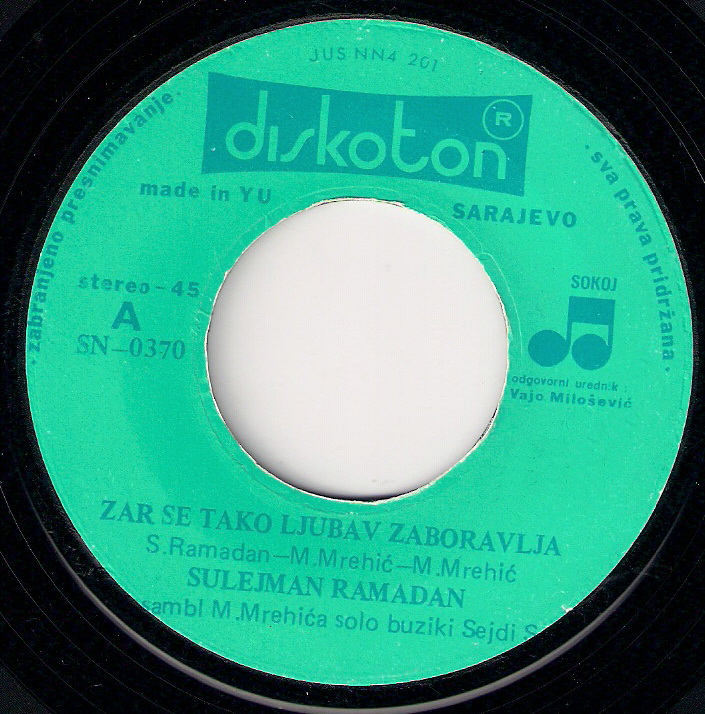 JUS NN4 201
diskoton ®
made in YU
SARAJEVO
· zabranjeno presnimavanje ·
· sva prava pridržana ·
stereo - 45
A
SN-0370
SOKOJ
odgovorni urednik :
Vajo Milošević
ZAR SE TAKO LJUBAV ZABORAVLJA
S.Ramadan—M.Mrehić—M.Mrehić
SULEJMAN RAMADAN
sambl M.Mrehića solo buziki Sejdi S